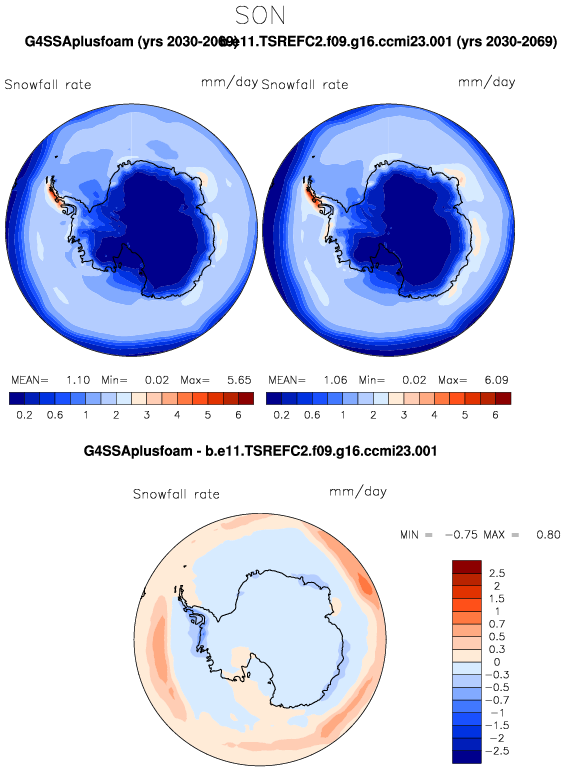 SON
G4SSAplusfoam (yrs 2030-2069) b.e11.TSREFC2.f09.g16.ccmi23.001 (yrs 2030-2069)
Snowfall rate mm/day Snowfall rate mm/day
MEAN= 1.10 Min= 0.02 Max= 5.65 MEAN= 1.06 Min= 0.02 Max= 6.09
0.2 0.6 1 2 3 4 5 6 0.2 0.6 1 2 3 4 5 6
G4SSAplusfoam - b.e11.TSREFC2.f09.g16.ccmi23.001
Snowfall rate mm/day
MIN = -0.75 MAX = 0.80
2.5
2
1.5
1
0.7
0.5
0.3
0
-0.3
-0.5
-0.7
-1
-1.5
-2
-2.5